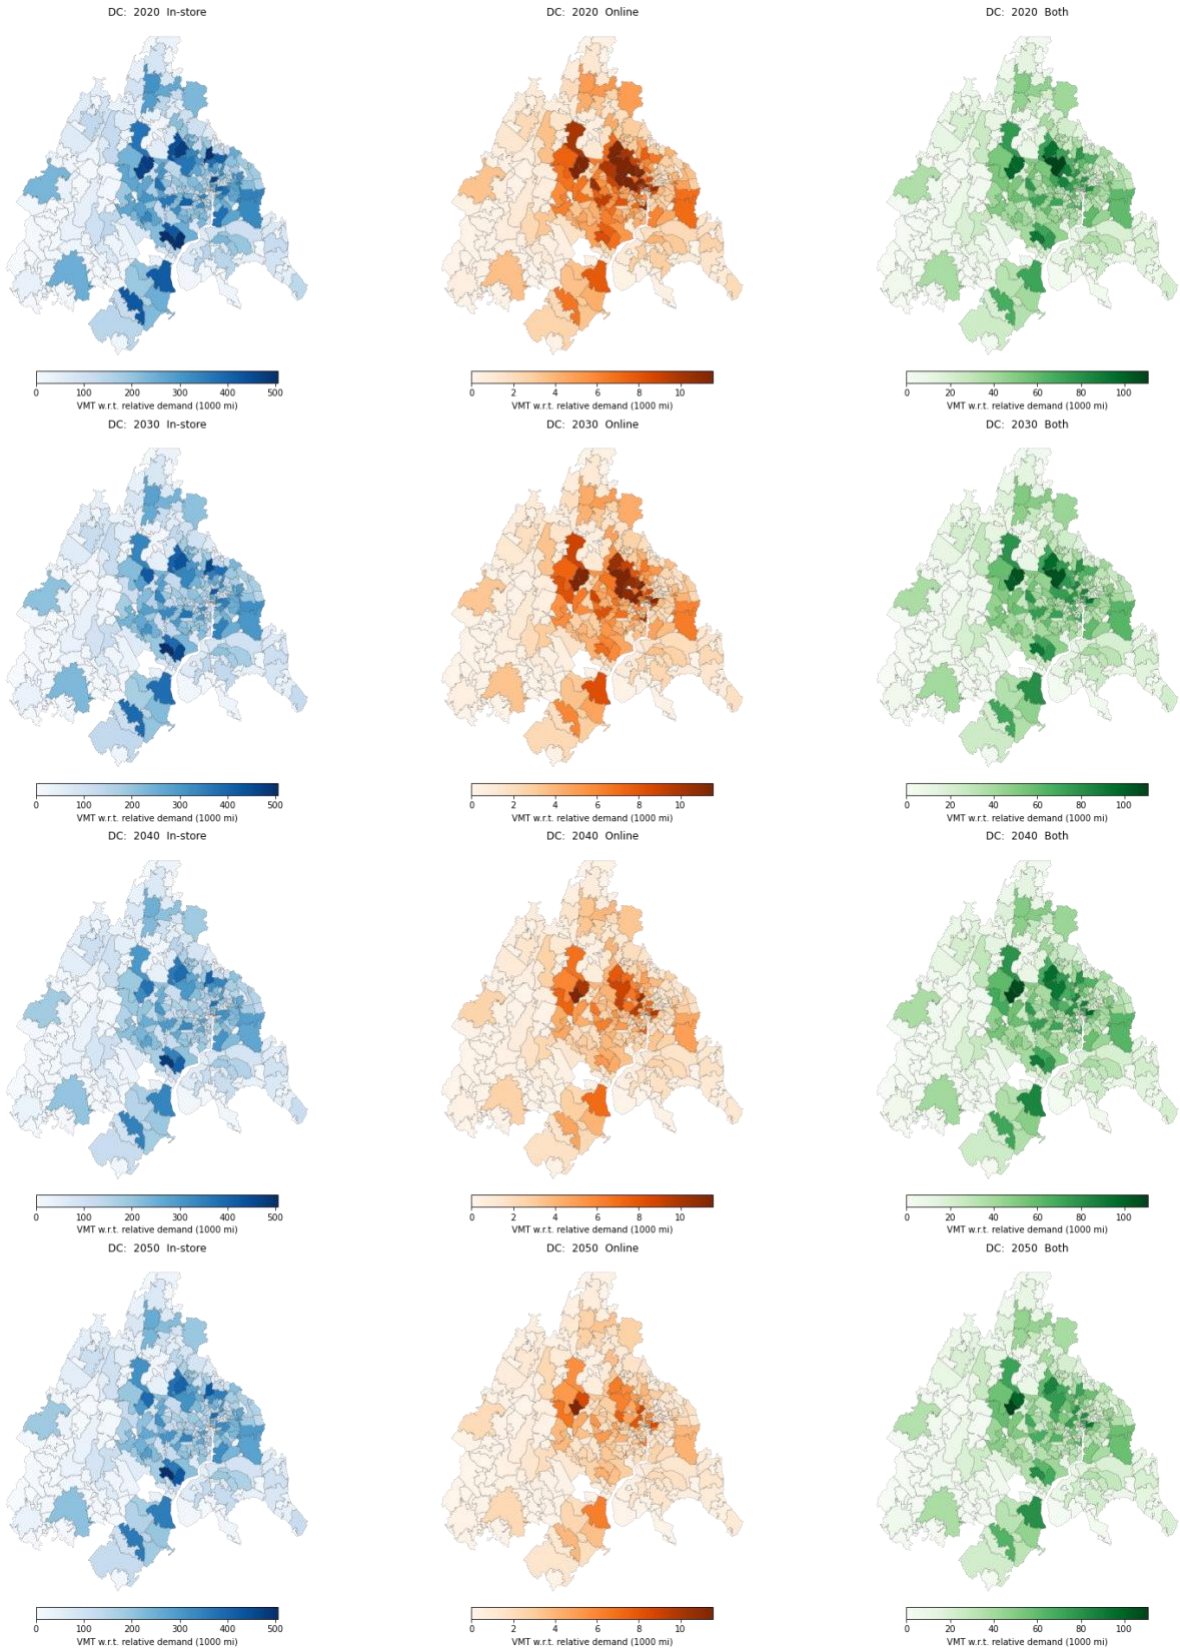 DC:  2020  In-store
DC:  2020  Online
DC:  2020  Both
0 100 200 300 400 500
VMT w.r.t. relative demand (1000 mi)
0 2 4 6 8 10
VMT w.r.t. relative demand (1000 mi)
0 20 40 60 80 100
VMT w.r.t. relative demand (1000 mi)
DC:  2030  In-store
DC:  2030  Online
DC:  2030  Both
0 100 200 300 400 500
VMT w.r.t. relative demand (1000 mi)
0 2 4 6 8 10
VMT w.r.t. relative demand (1000 mi)
0 20 40 60 80 100
VMT w.r.t. relative demand (1000 mi)
DC:  2040  In-store
DC:  2040  Online
DC:  2040  Both
0 100 200 300 400 500
VMT w.r.t. relative demand (1000 mi)
0 2 4 6 8 10
VMT w.r.t. relative demand (1000 mi)
0 20 40 60 80 100
VMT w.r.t. relative demand (1000 mi)
DC:  2050  In-store
DC:  2050  Online
DC:  2050  Both
0 100 200 300 400 500
VMT w.r.t. relative demand (1000 mi)
0 2 4 6 8 10
VMT w.r.t. relative demand (1000 mi)
0 20 40 60 80 100
VMT w.r.t. relative demand (1000 mi)